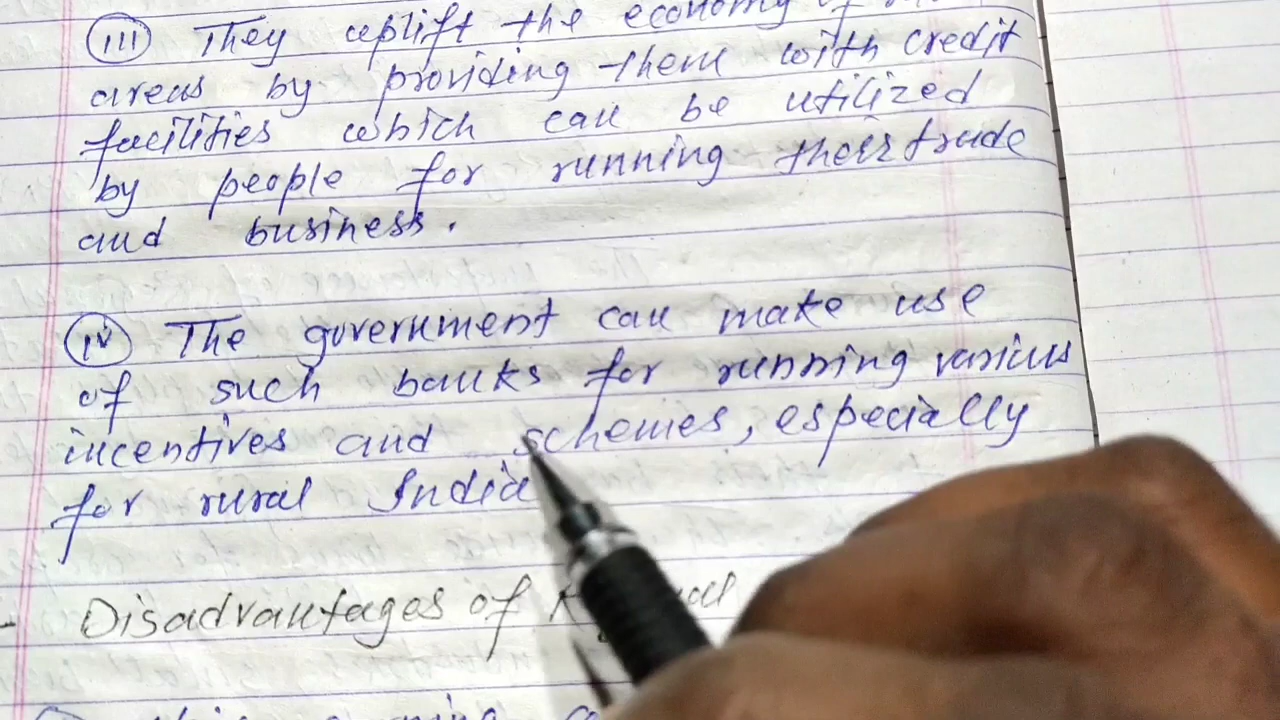 (iii) They uplift the economy of
areas by providing them with credit
facilities which can be utilized
by people for running their trade
and business.
(iv) The government can make use
of such banks for running various
incentives and schemes, especially
for rural India
- Disadvantages of